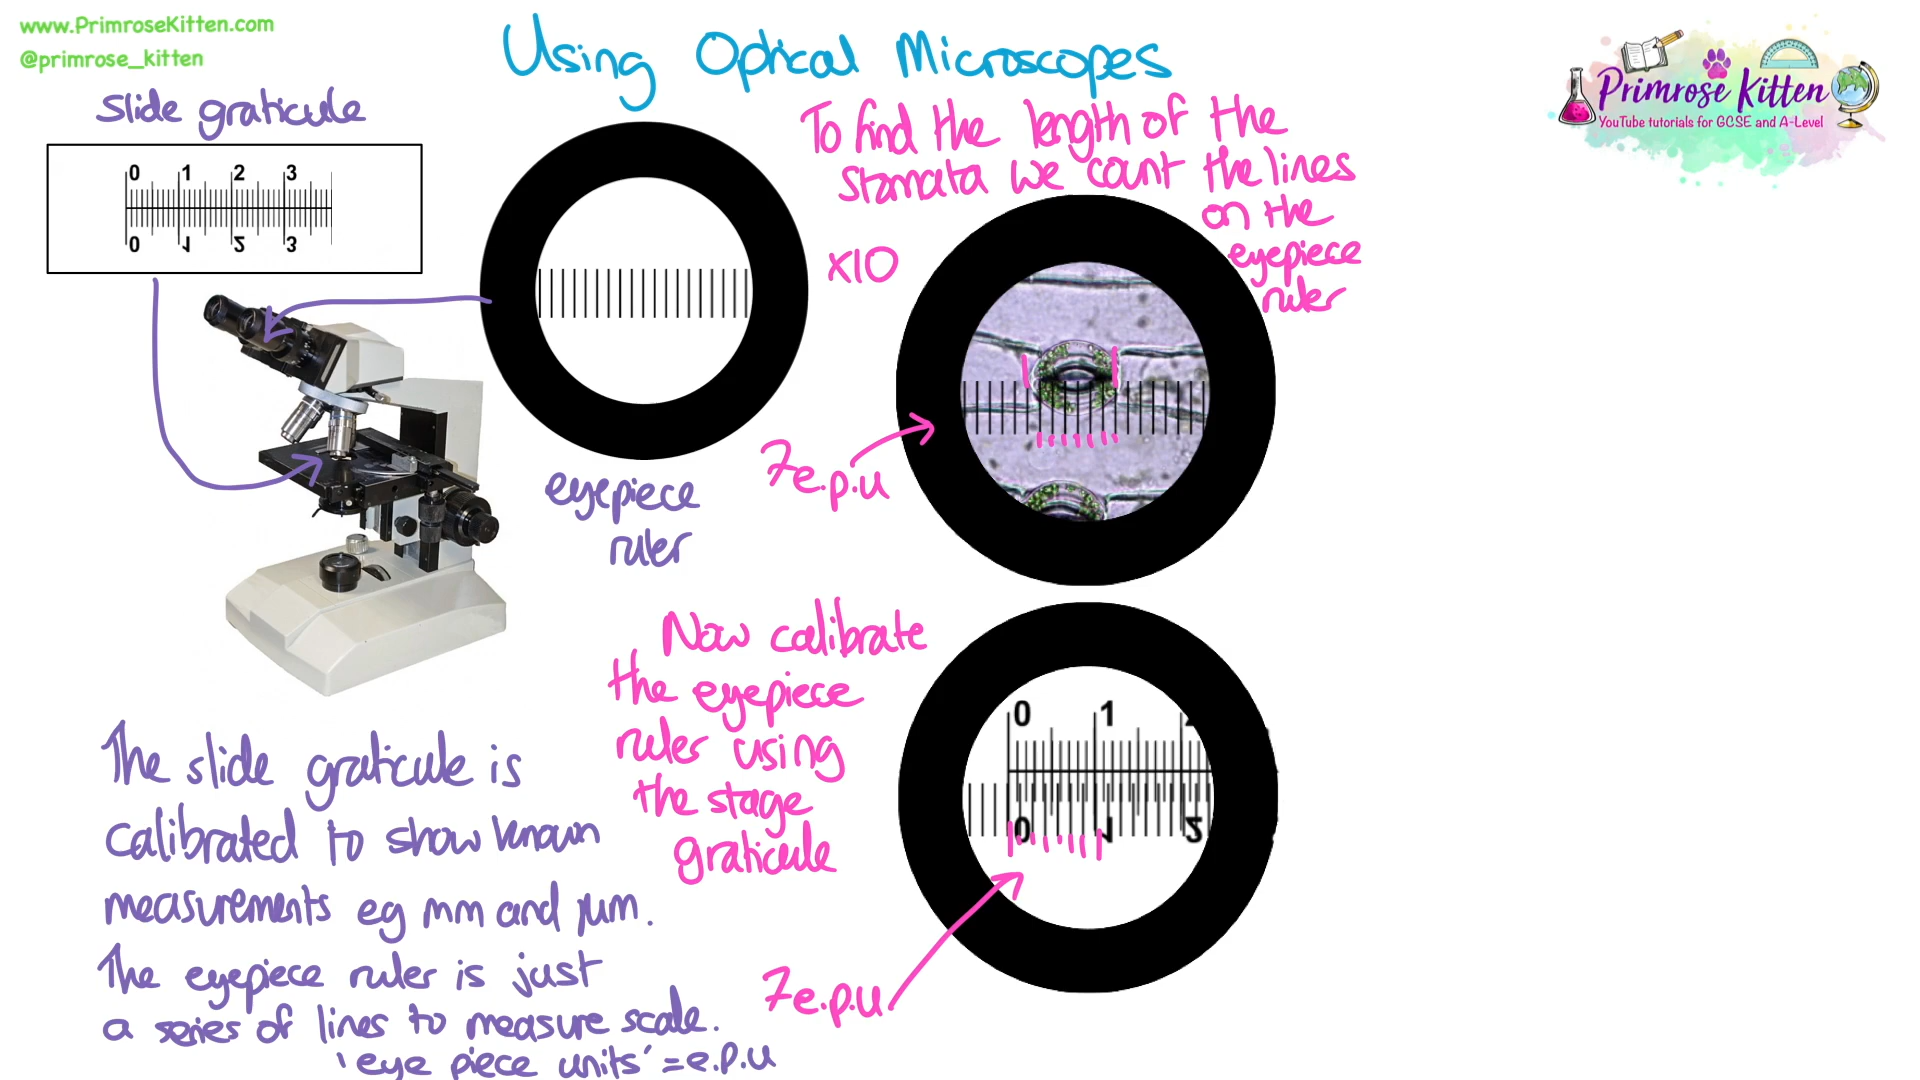 www.PrimroseKitten.com
@primrose_kitten
Using Optical Microscopes
Primrose Kitten
YouTube tutorials for GCSE and A-Level
Slide graticule
0 1 2 3
0 1 2 3
eyepiece
ruler
To find the length of the
stomata we count the lines
on the
eyepiece
ruler
x10
7e.p.u
Now calibrate
the eyepiece
ruler using
the stage
graticule
0 1 2
0 1 2
7e.p.u
The slide graticule is
calibrated to show known
measurements eg mm and µm.
The eyepiece ruler is just
a series of lines to measure scale.
'eye piece units' = e.p.u